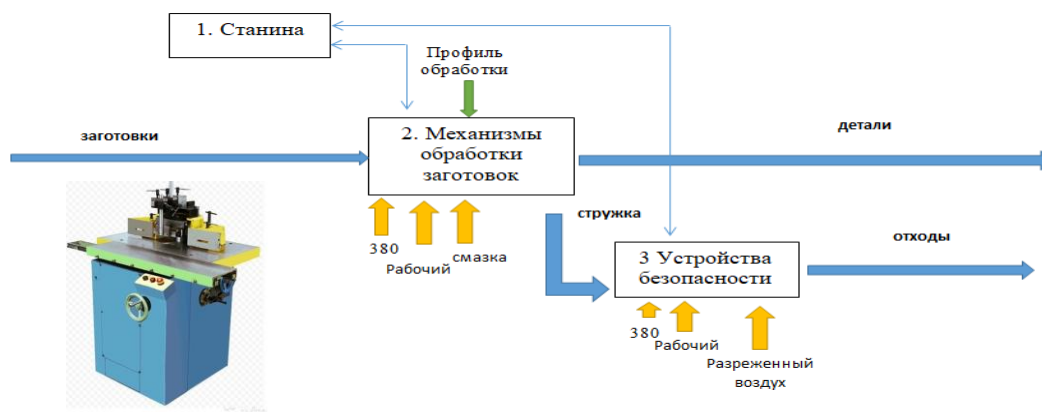 1. Станина
Профиль
обработки
заготовки
2. Механизмы
обработки
заготовок
детали
380
Рабочий
смазка
стружка
отходы
3 Устройства
безопасности
380
Рабочий
Разреженный
воздух